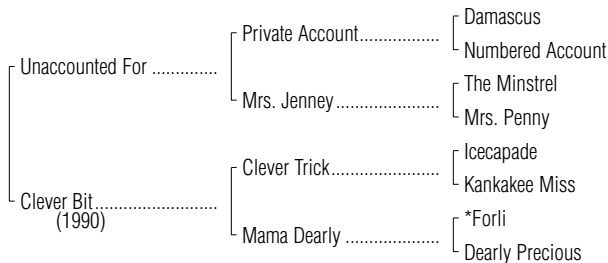 Damascus
Private Account..................
Numbered Account
Unaccounted For .............
The Minstrel
Mrs. Jenney.......................
Mrs. Penny
Icecapade
Clever Trick........................
Kankakee Miss
Clever Bit...........................
(1990)
*Forli
Mama Dearly .....................
Dearly Precious